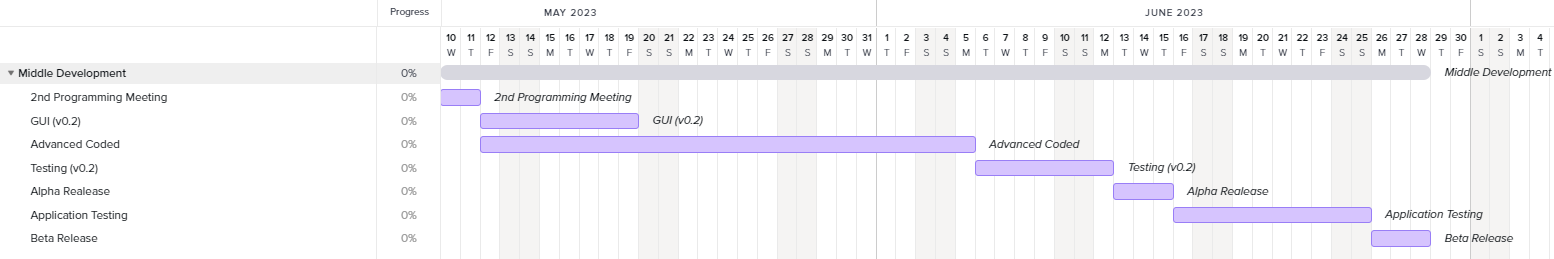 Progress MAY 2023 JUNE 2023
10 11 12 13 14 15 16 17 18 19 20 21 22 23 24 25 26 27 28 29 30 31 1 2 3 4 5 6 7 8 9 10 11 12 13 14 15 16 17 18 19 20 21 22 23 24 25 26 27 28 29 30 1 2 3 4
W T F S S M T W T F S S M T W T F S S M T W T F S S M T W T F S S M T W T F S S M T W T F S S M T W T F S S M T
Middle Development 0% Middle Development
2nd Programming Meeting 0% 2nd Programming Meeting
GUI (v0.2) 0% GUI (v0.2)
Advanced Coded 0% Advanced Coded
Testing (v0.2) 0% Testing (v0.2)
Alpha Realease 0% Alpha Realease
Application Testing 0% Application Testing
Beta Release 0% Beta Release